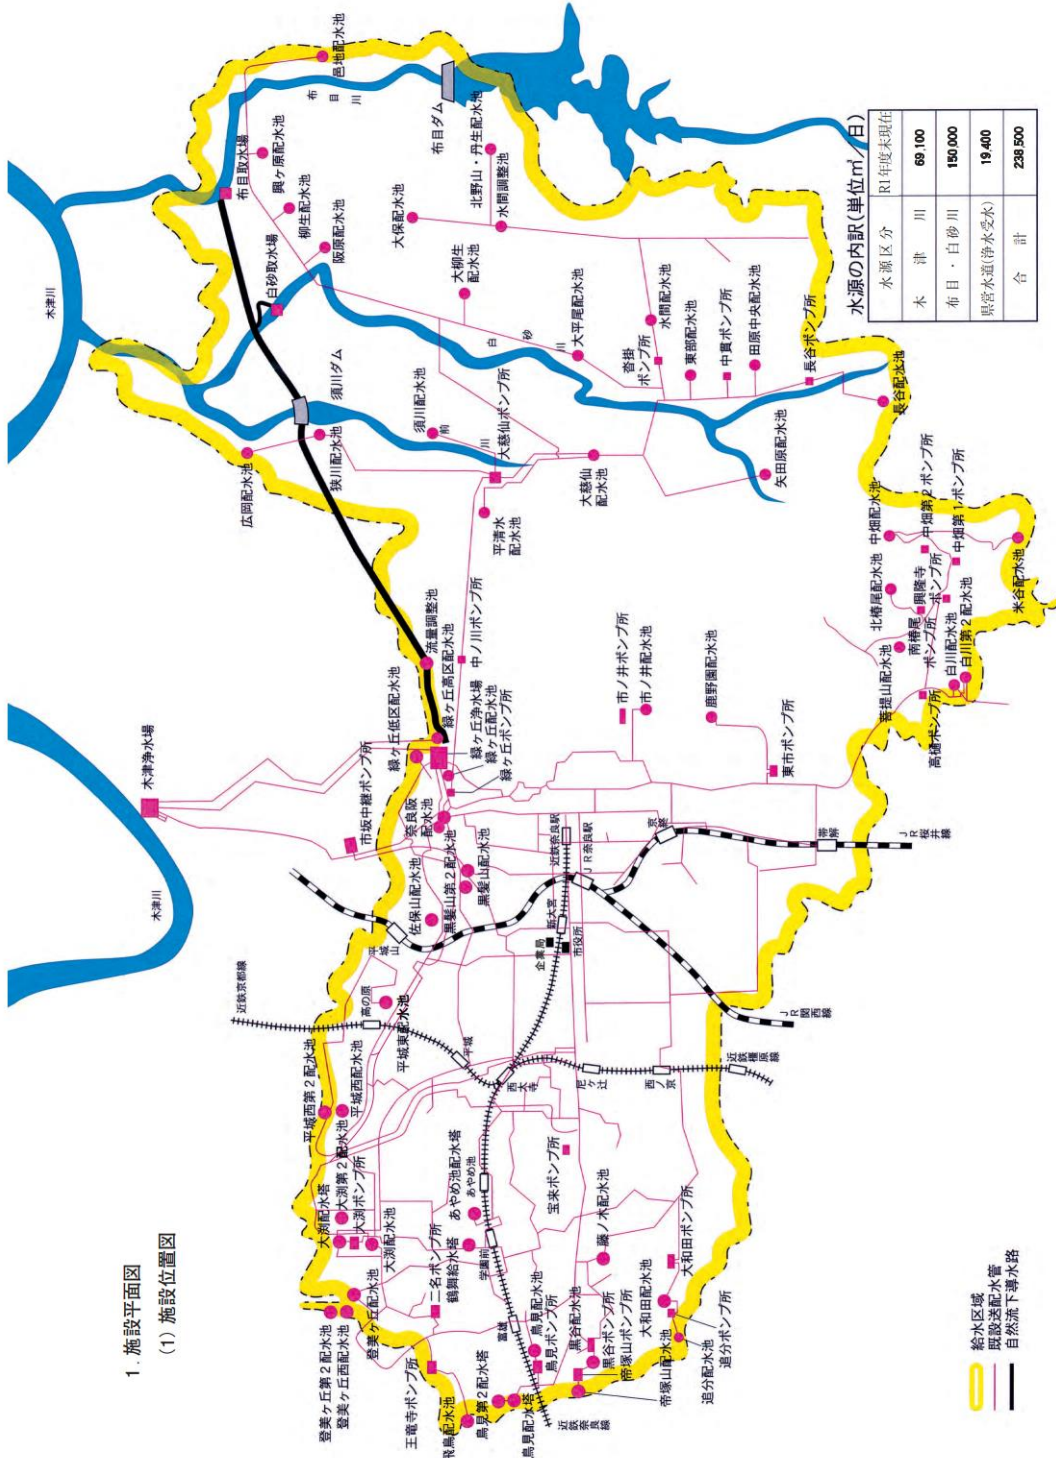 1．施設平面図
(1) 施設位置図
木津川
木津川
木津浄水場
市坂中継ポンプ所
緑ヶ丘低区配水池
緑ヶ丘高区配水池
緑ヶ丘浄水場
緑ヶ丘配水池
緑ヶ丘ポンプ所
流量調整池
中ノ川ポンプ所
奈良阪
配水池
黒髪山第2配水池
黒髪山配水池
佐保山配水池
平城山
近鉄京都線
高の原
平城東配水池
平城
平城西第2配水池
平城西配水池
大渕配水塔
大渕第2配水池
大渕ポンプ所
大渕配水池
登美ヶ丘第2配水池
登美ヶ丘西配水池
登美ヶ丘配水池
二名ポンプ所
鶴舞給水塔
あやめ池配水塔
あやめ池
学園前
富雄
王竜寺ポンプ所
飛鳥配水池
鳥見第2配水塔
鳥見配水塔
鳥見配水池
鳥見ポンプ所
近鉄
奈良線
黒谷配水池
黒谷ポンプ所
帝塚山ポンプ所
帝塚山配水池
追分配水池
追分ポンプ所
大和田配水池
大和田ポンプ所
藤ノ木配水池
宝来ポンプ所
西大寺
尼ヶ辻
西ノ京
近鉄
橿原線
新大宮
企業局
市役所
近鉄奈良駅
ＪＲ奈良駅
京終
帯解
ＪＲ
桜井線
ＪＲ
関西線
市ノ井ポンプ所
市ノ井配水池
鹿野園配水池
東市ポンプ所
広岡配水池
狭川配水池
須川ダム
須川配水池
前川
大慈仙ポンプ所
平清水
配水池
大慈仙
配水池
白砂取水場
布目取水場
興ヶ原配水池
柳生配水池
阪原配水池
邑地配水池
布目川
布目ダム
大保配水池
北野山・丹生配水池
水間調整池
大柳生
配水池
白砂川
大平尾配水池
水間配水池
沓掛
ポンプ所
東部配水池
中貫ポンプ所
田原中央配水池
長谷ポンプ所
長谷配水池
矢田原配水池
北椿尾配水池
中畑配水池
中畑第2ポンプ所
中畑第1ポンプ所
興隆寺
ポンプ所
南椿尾
ポンプ所
菩提山配水池
高樋ポンプ所
白川配水池
白川第2配水池
米谷配水池
水源の内訳(単位㎥／日)
水源区分 R1年度末現在
木津川 69,100
布目・白砂川 150,000
県営水道(浄水受水) 19,400
合計 238,500
給水区域
既設送配水管
自然流下導水路